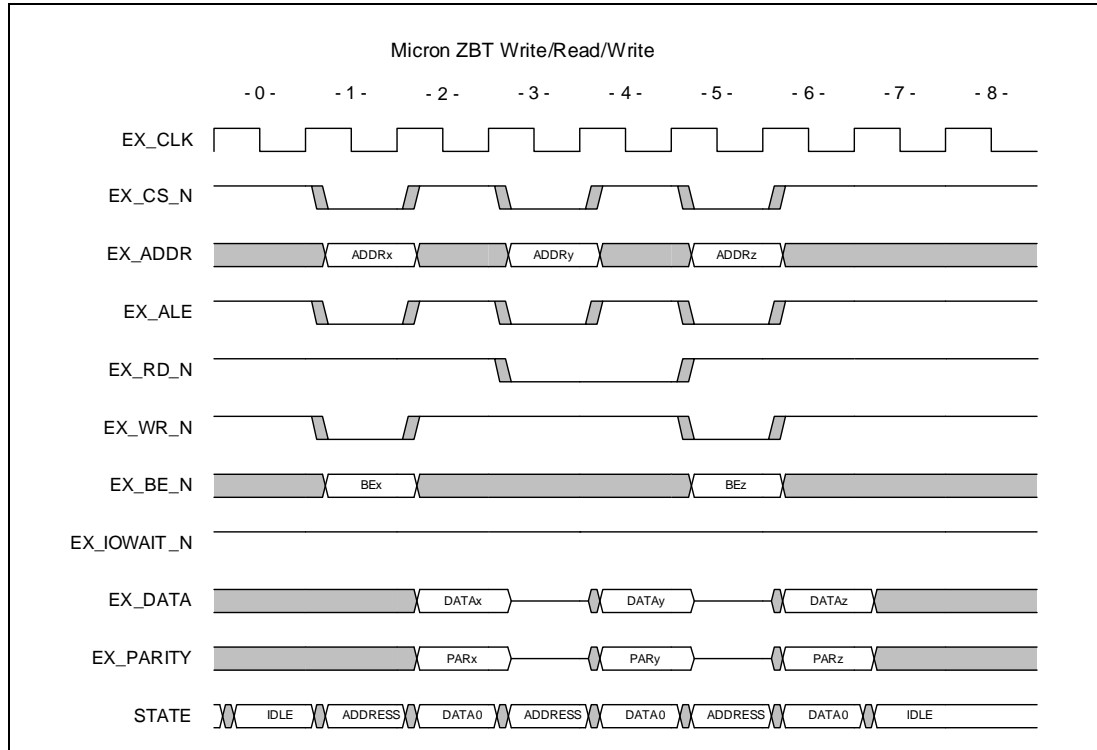 Micron ZBT Write/Read/Write
- 0 - - 1 - - 2 - - 3 - - 4 - - 5 - - 6 - - 7 - - 8 -
EX_CLK
EX_CS_N
EX_ADDR ADDRx ADDRy ADDRz
EX_ALE
EX_RD_N
EX_WR_N
EX_BE_N BEx BEz
EX_IOWAIT_N
EX_DATA DATAx DATAy DATAz
EX_PARITY PARx PARy PARz
STATE IDLE ADDRESS DATA0 ADDRESS DATA0 ADDRESS DATA0 IDLE